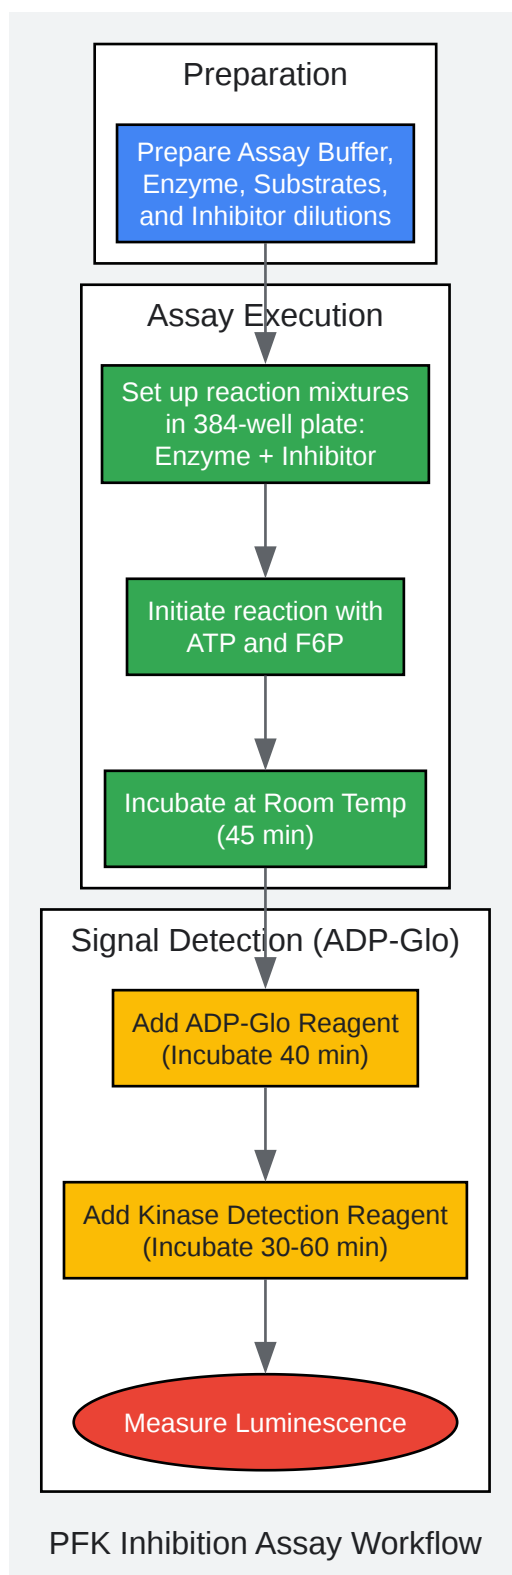 Preparation
Prepare Assay Buffer,
Enzyme, Substrates,
and Inhibitor dilutions
Assay Execution
Set up reaction mixtures
in 384-well plate:
Enzyme + Inhibitor
Initiate reaction with
ATP and F6P
Incubate at Room Temp
(45 min)
Signal Detection (ADP-Glo)
Add ADP-Glo Reagent
(Incubate 40 min)
Add Kinase Detection Reagent
(Incubate 30-60 min)
Measure Luminescence
PFK Inhibition Assay Workflow